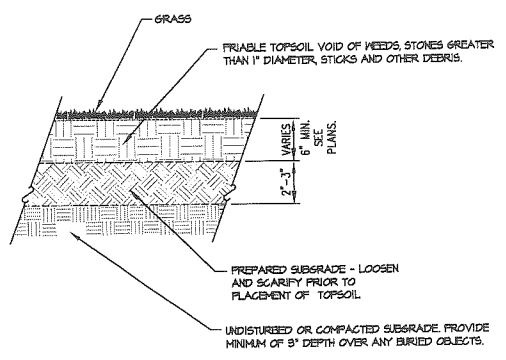 GRASS
FRIABLE TOPSOIL VOID OF WEEDS, STONES GREATER
THAN 1" DIAMETER, STICKS AND OTHER DEBRIS.
VARIES
6" MIN.
SEE
PLANS.
2"-3"
PREPARED SUBGRADE - LOOSEN
AND SCARIFY PRIOR TO
PLACEMENT OF TOPSOIL
UNDISTURBED OR COMPACTED SUBGRADE. PROVIDE
MINIMUM OF 3" DEPTH OVER ANY BURIED OBJECTS.